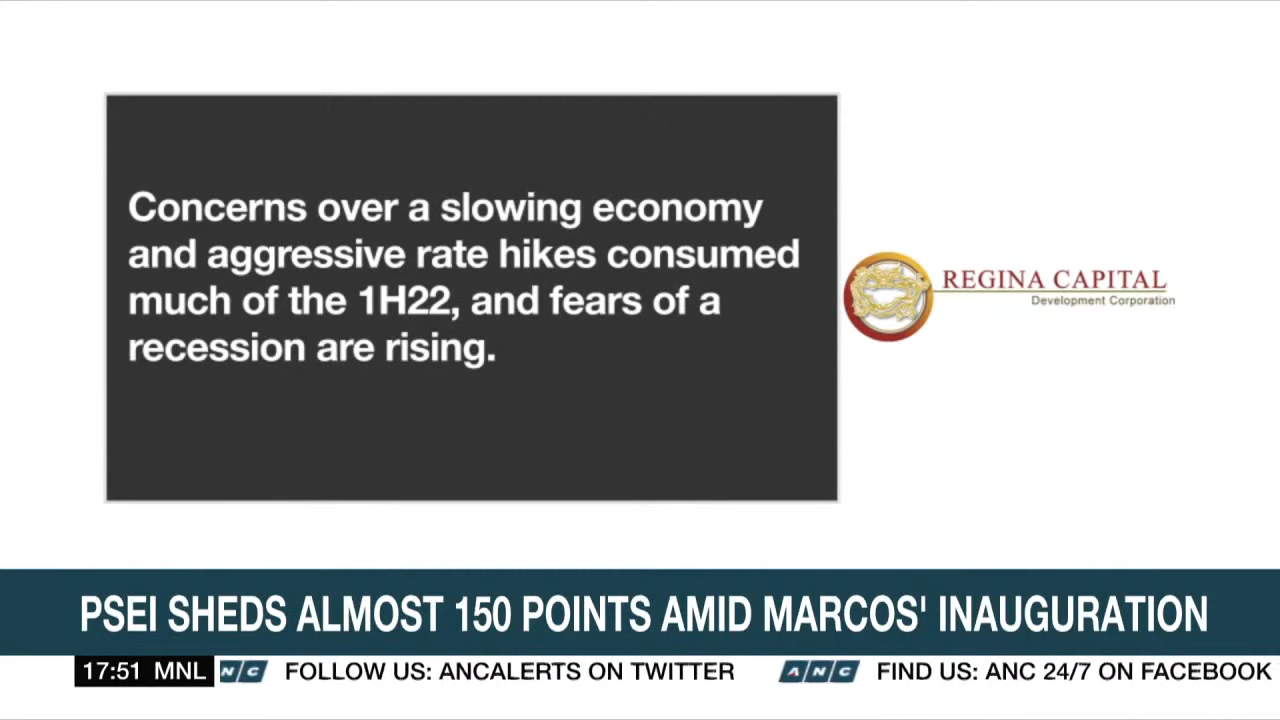 Concerns over a slowing economy
and aggressive rate hikes consumed
much of the 1H22, and fears of a
recession are rising.
REGINA CAPITAL
Development Corporation
PSEI SHEDS ALMOST 150 POINTS AMID MARCOS' INAUGURATION
17:51 MNL NC FOLLOW US: ANCALERTS ON TWITTER ANC FIND US: ANC 24/7 ON FACEBOOK